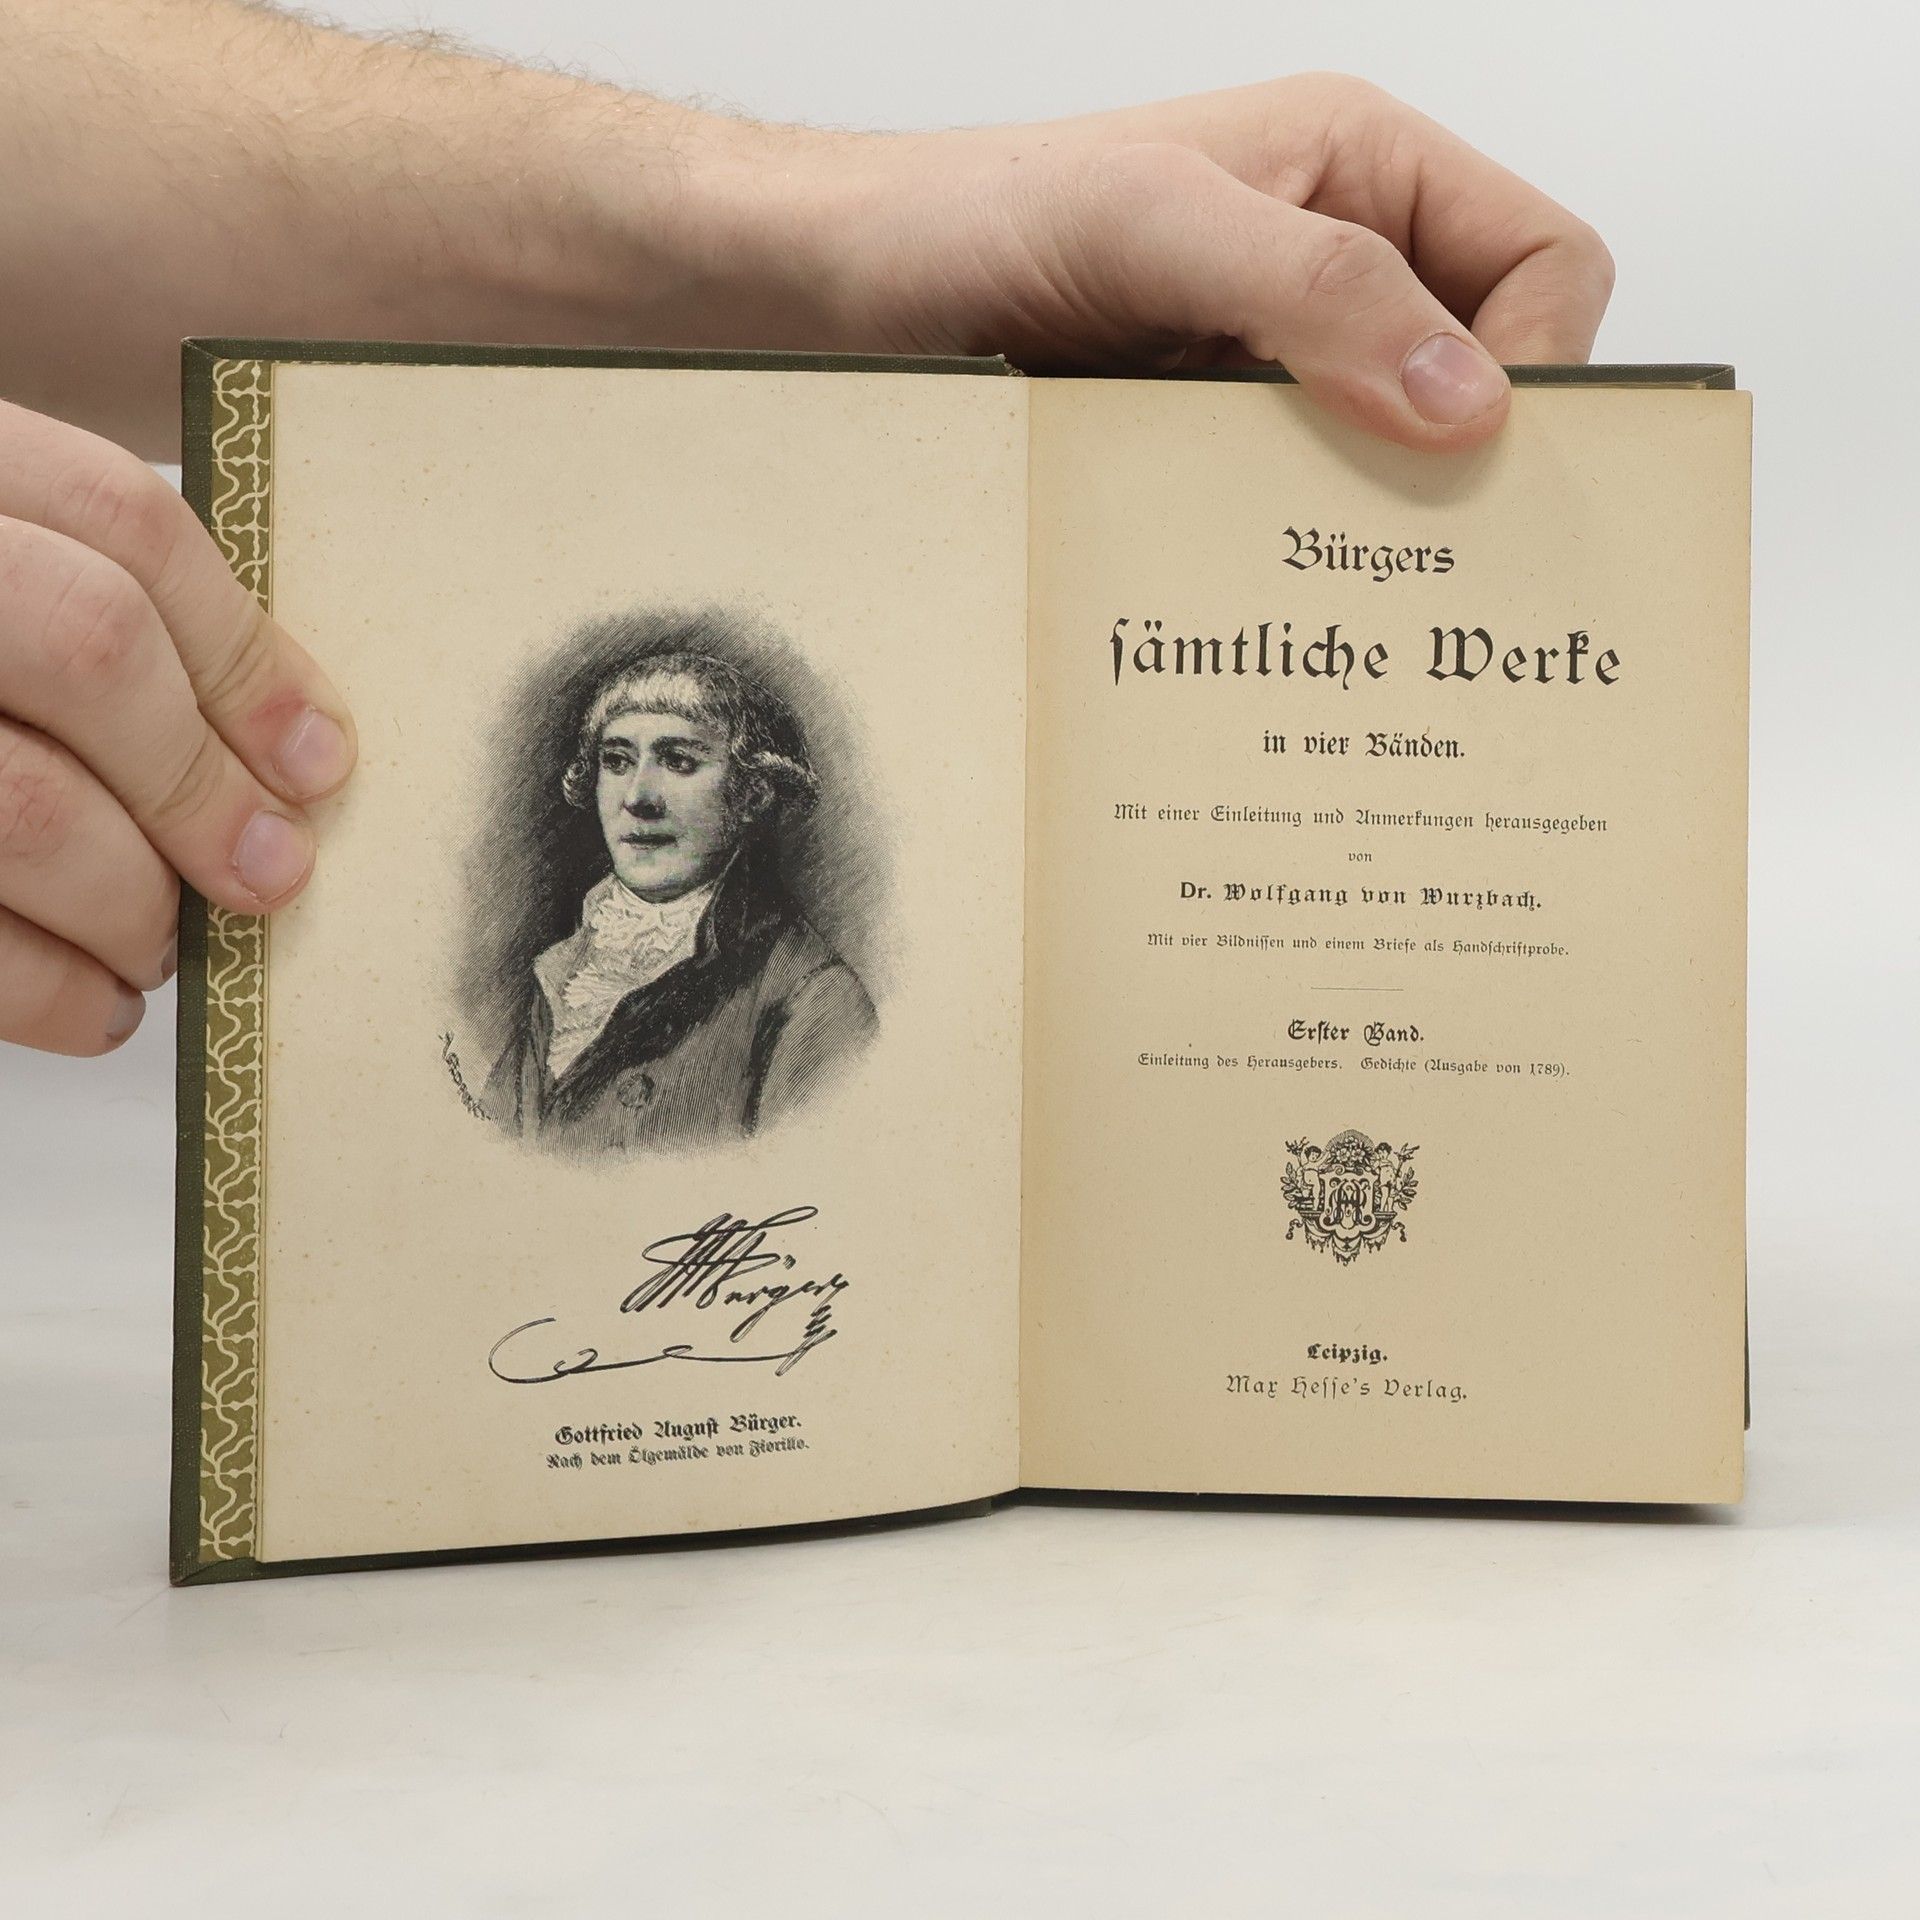 Bürgers
Gottfried August Bürger.
Nach dem Ölgemälde von Fiorillo.
Bürgers
sämtliche Werke
in vier Bänden.
Mit einer Einleitung und Anmerkungen herausgegeben
von
Dr. Wolfgang von Wurzbach.
Mit vier Bildnissen und einem Briefe als Handschriftprobe.
Erster Band.
Einleitung des Herausgebers. Gedichte (Ausgabe von 1789).
Leipzig.
Max Hesse's Verlag.